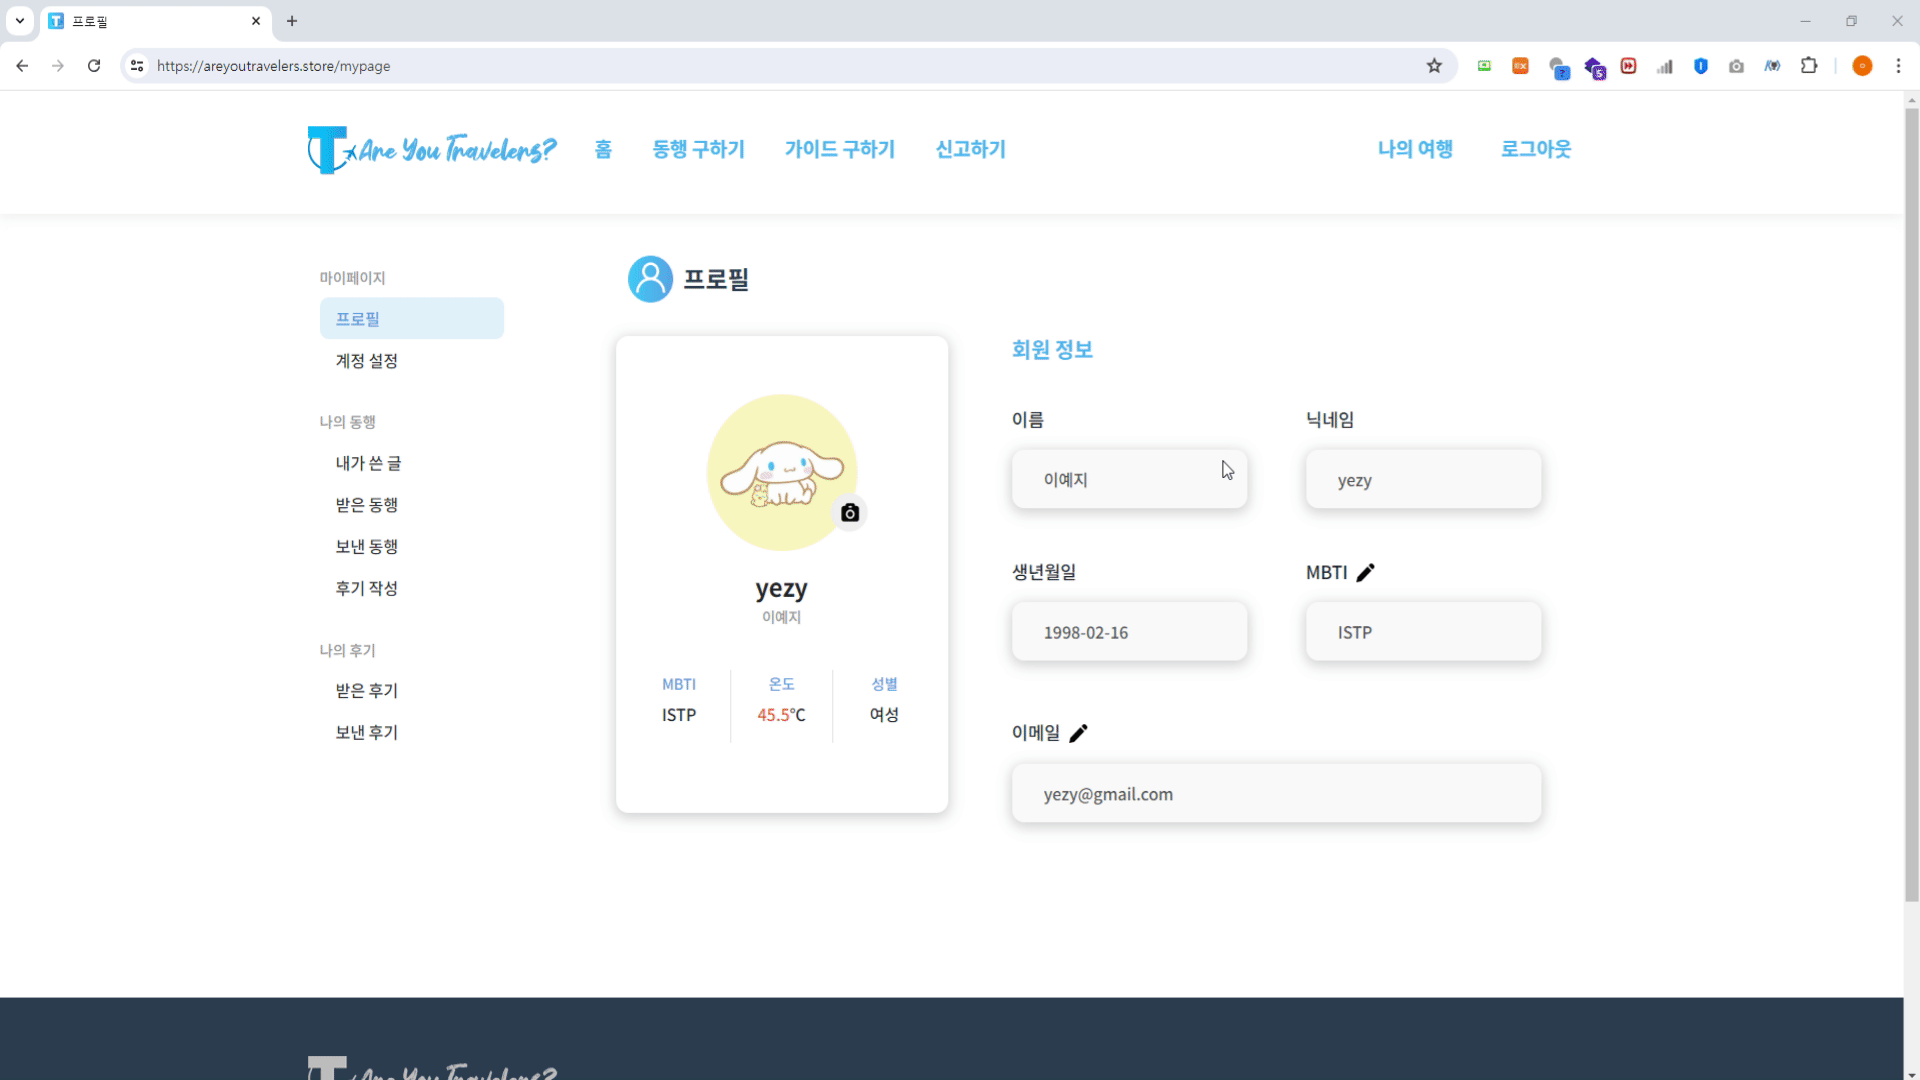 프로필
https://areyoutravelers.store/mypage
Are You Travelers?
홈
동행 구하기
가이드 구하기
신고하기
나의 여행
로그아웃
마이페이지
프로필
계정 설정
나의 동행
내가 쓴 글
받은 동행
보낸 동행
후기 작성
나의 후기
받은 후기
보낸 후기
프로필
yezy
이예지
MBTI
ISTP
온도
45.5°C
성별
여성
회원 정보
이름
이예지
닉네임
yezy
생년월일
1998-02-16
MBTI
ISTP
이메일
yezy@gmail.com
Are You Travelers?